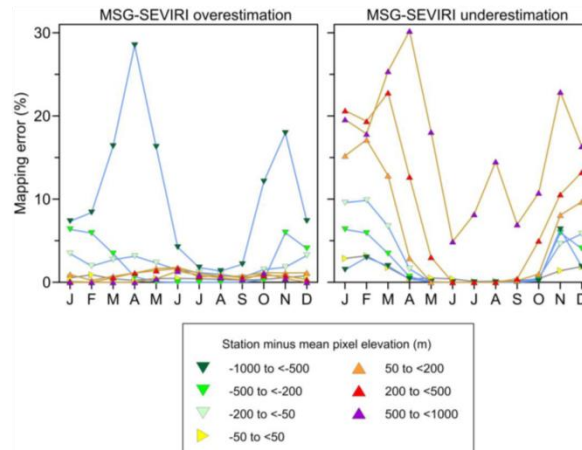 MSG-SEVIRI overestimation MSG-SEVIRI underestimation
30
20
10
0
Mapping error (%)
J F M A M J J A S O N D J F M A M J J A S O N D
Station minus mean pixel elevation (m)
-1000 to <-500 50 to <200
-500 to <-200 200 to <500
-200 to <-50 500 to <1000
-50 to <50